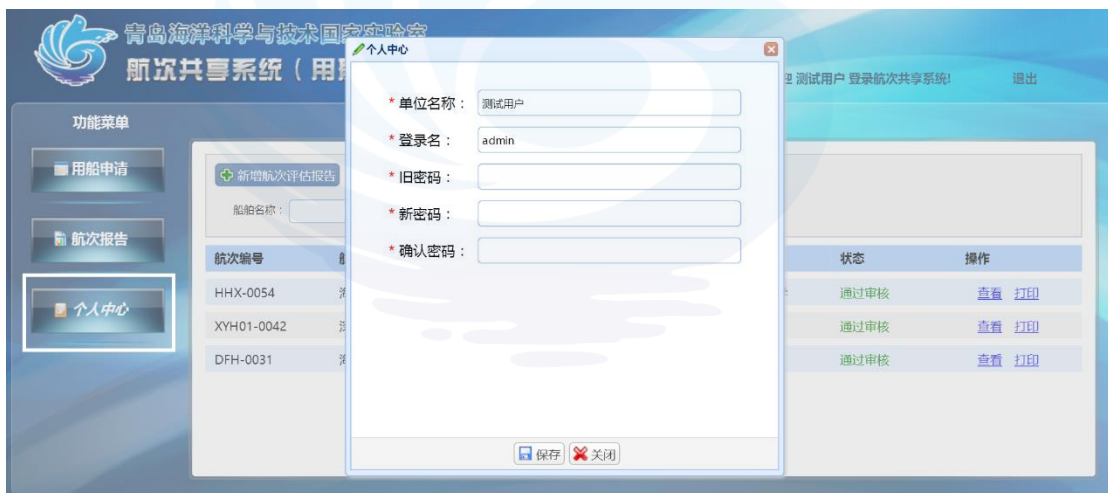 青岛海洋科学与技术国家实验室
航次共享系统（用
个人中心
测试用户 登录航次共享系统!
退出
功能菜单
用船申请
航次报告
个人中心
新增航次评估报告
船舶名称：
航次编号
状态
操作
HHX-0054
通过审核
查看 打印
XYH01-0042
通过审核
查看 打印
DFH-0031
通过审核
查看 打印
* 单位名称： 测试用户
* 登录名： admin
* 旧密码：
* 新密码：
* 确认密码：
保存 关闭